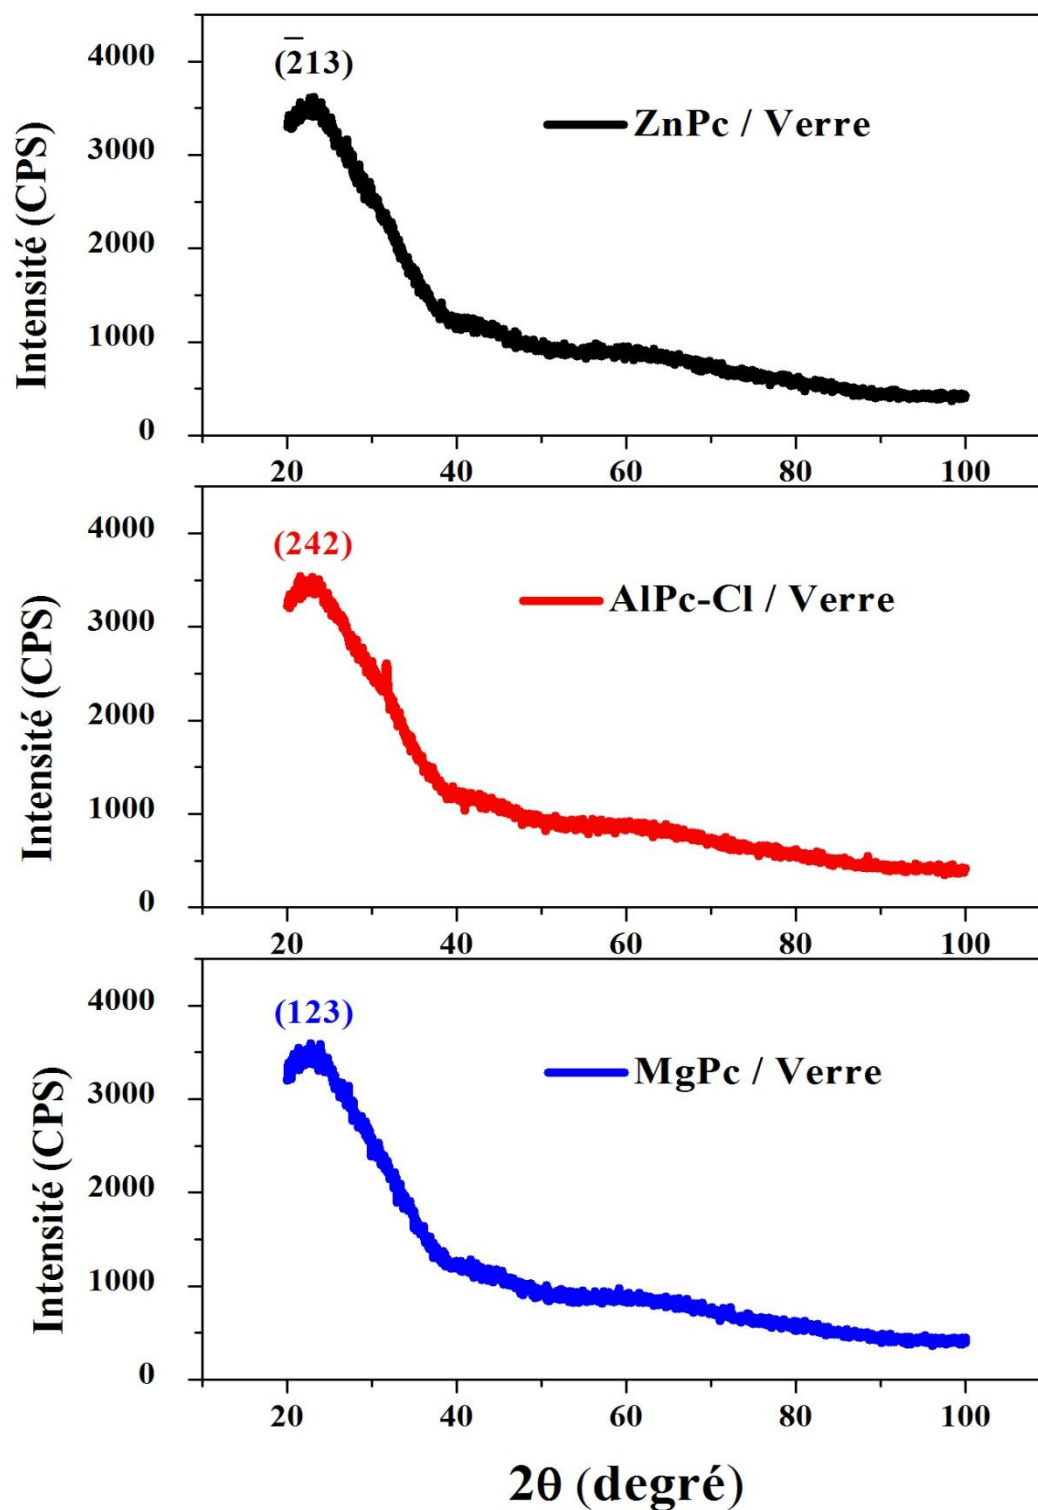 4000
3000
2000
1000
0
Intensité (CPS)
(2̅13)
ZnPc / Verre
20 40 60 80 100
4000
3000
2000
1000
0
Intensité (CPS)
(242)
AlPc-Cl / Verre
20 40 60 80 100
4000
3000
2000
1000
0
Intensité (CPS)
(123)
MgPc / Verre
20 40 60 80 100
2θ (degré)